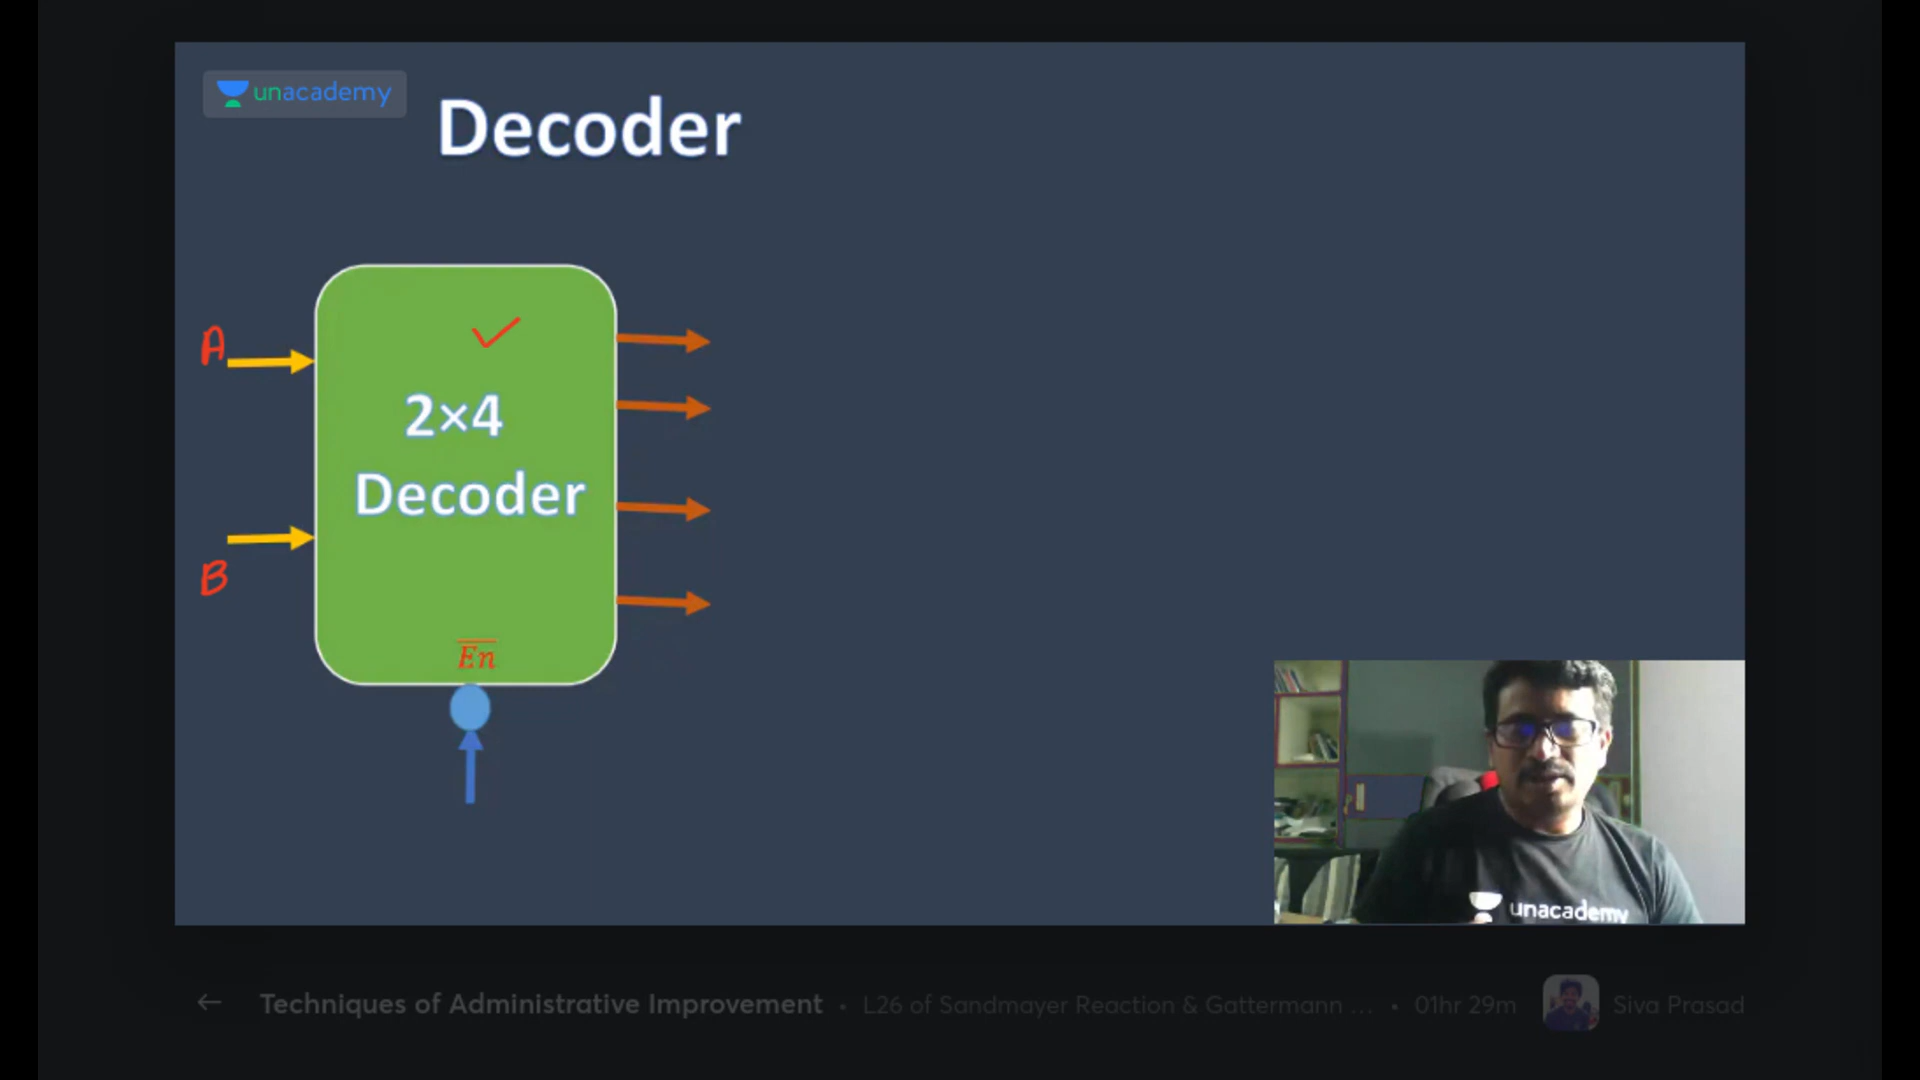 unacademy
Decoder
A
2×4
Decoder
B
En
unacademy
Techniques of Administrative Improvement • L26 of Sandmayer Reaction & Gattermann ... • 01hr 29m
Siva Prasad